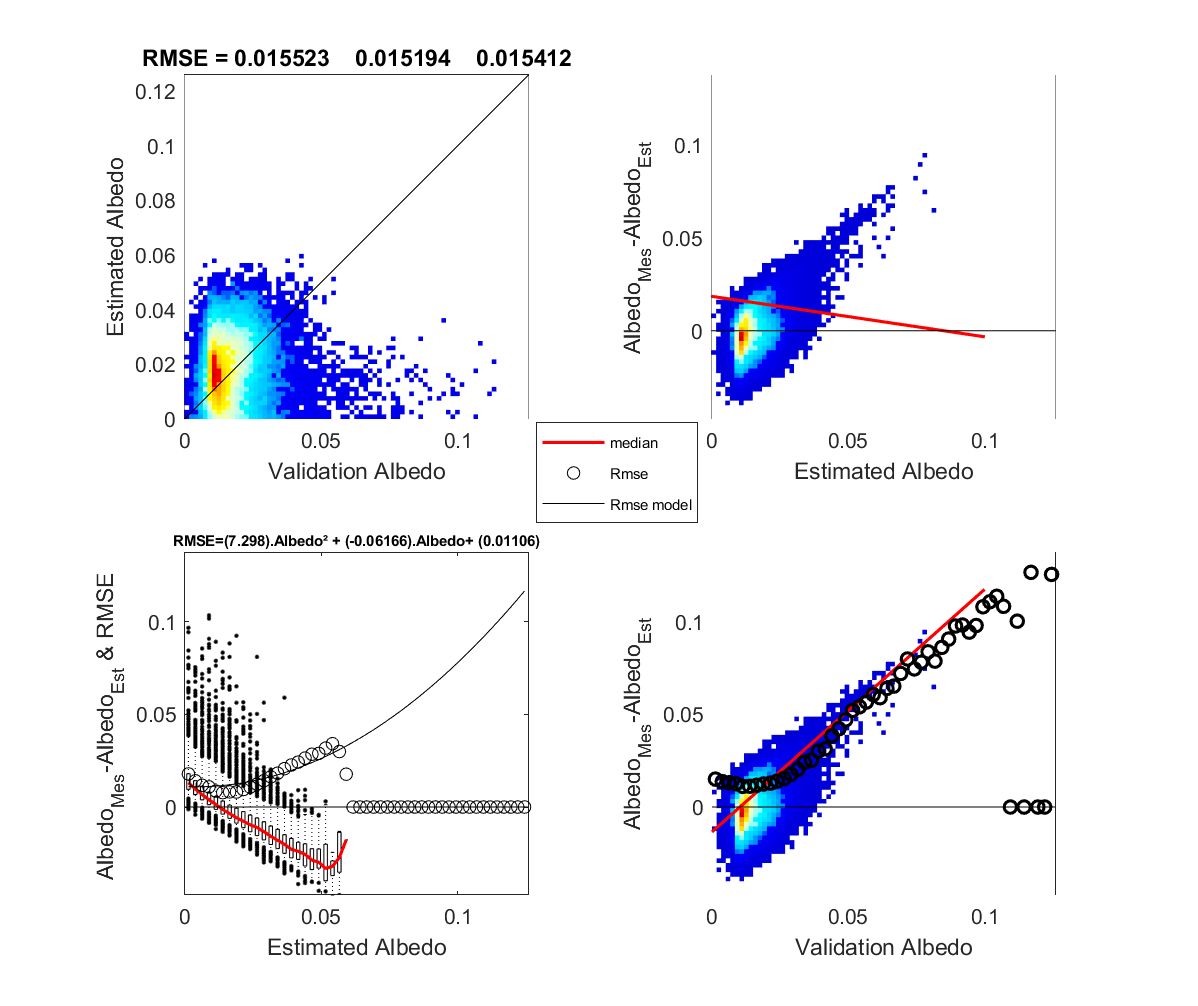 RMSE = 0.015523 0.015194 0.015412
0.12
0.1
0.08
0.06
0.04
0.02
0
Estimated Albedo
0 0.05 0.1
Validation Albedo
0.1
0.05
0
Albedo_Mes-Albedo_Est
0 0.05 0.1
Estimated Albedo
median
Rmse
Rmse model
RMSE=(7.298).Albedo² + (-0.06166).Albedo+ (0.01106)
0.1
0.05
0
Albedo_Mes-Albedo_Est & RMSE
0 0.05 0.1
Estimated Albedo
0.1
0.05
0
Albedo_Mes-Albedo_Est
0 0.05 0.1
Validation Albedo